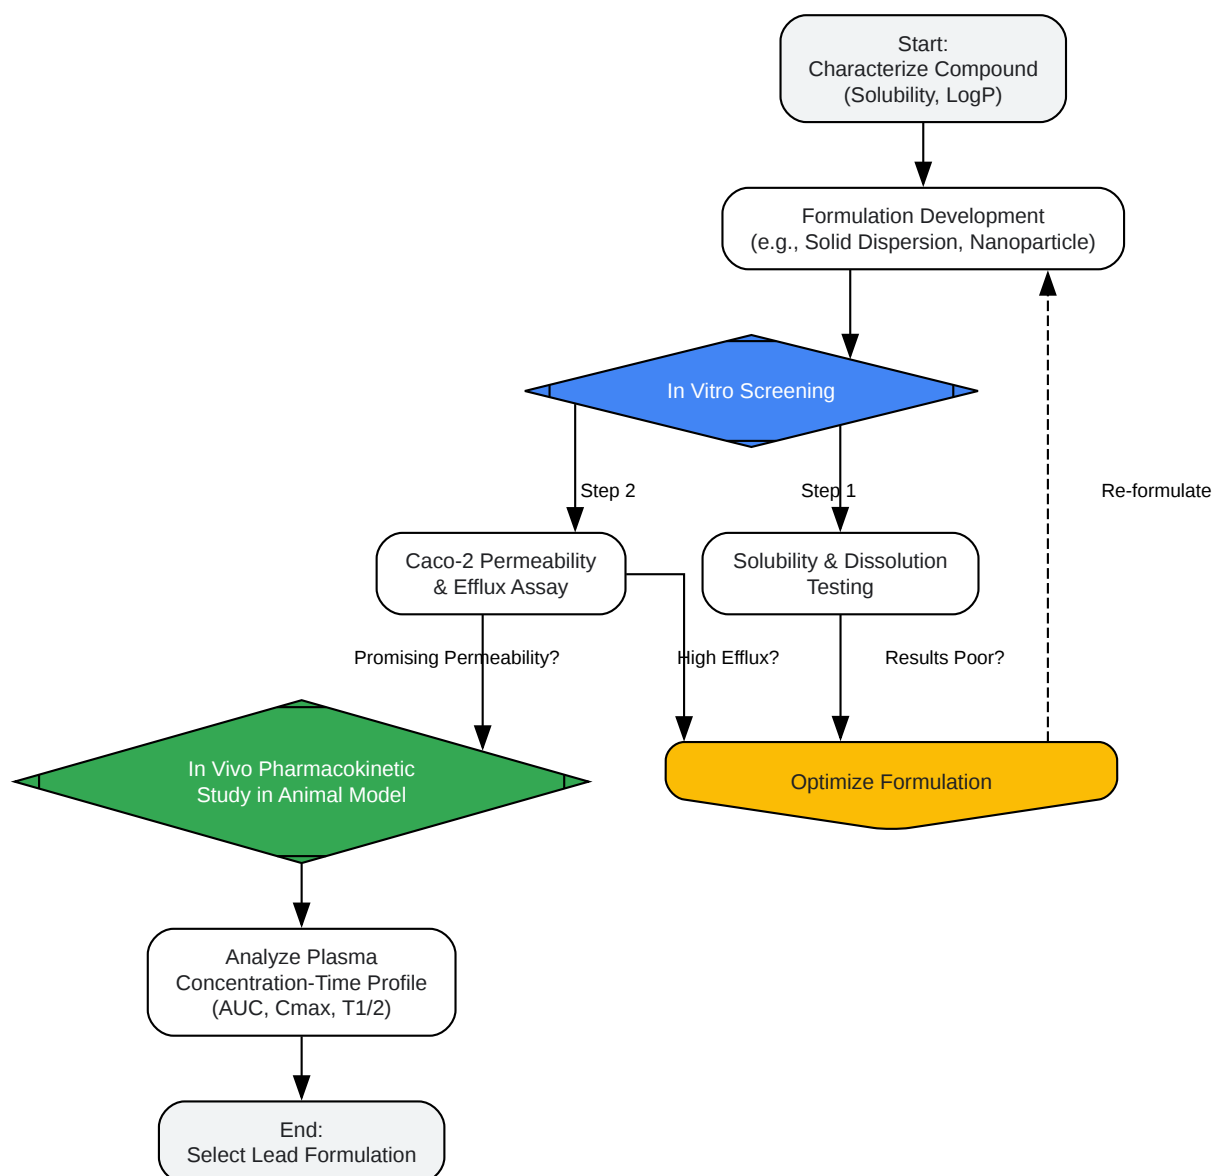 Start:
Characterize Compound
(Solubility, LogP)
Formulation Development
(e.g., Solid Dispersion, Nanoparticle)
In Vitro Screening
Step 2
Step 1
Re-formulate
Caco-2 Permeability
& Efflux Assay
Solubility & Dissolution
Testing
Promising Permeability?
High Efflux?
Results Poor?
In Vivo Pharmacokinetic
Study in Animal Model
Optimize Formulation
Analyze Plasma
Concentration-Time Profile
(AUC, Cmax, T1/2)
End:
Select Lead Formulation